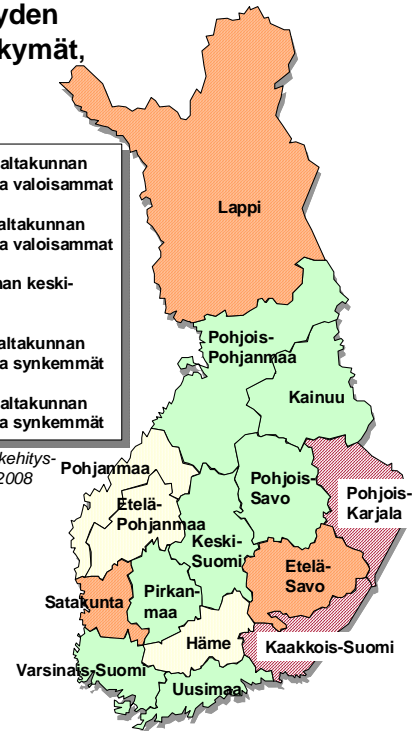 yden
kymät,
altakunnan
a valoisammat
altakunnan
a valoisammat
nan keski-
altakunnan
a synkemmät
altakunnan
a synkemmät
kehitys-
2008
Lappi
Pohjois-
Pohjanmaa
Kainuu
Pohjanmaa
Etelä-
Pohjanmaa
Pohjois-
Savo
Pohjois-
Karjala
Keski-
Suomi
Etelä-
Savo
Satakunta
Pirkan-
maa
Häme
Kaakkois-Suomi
Varsinais-Suomi
Uusimaa